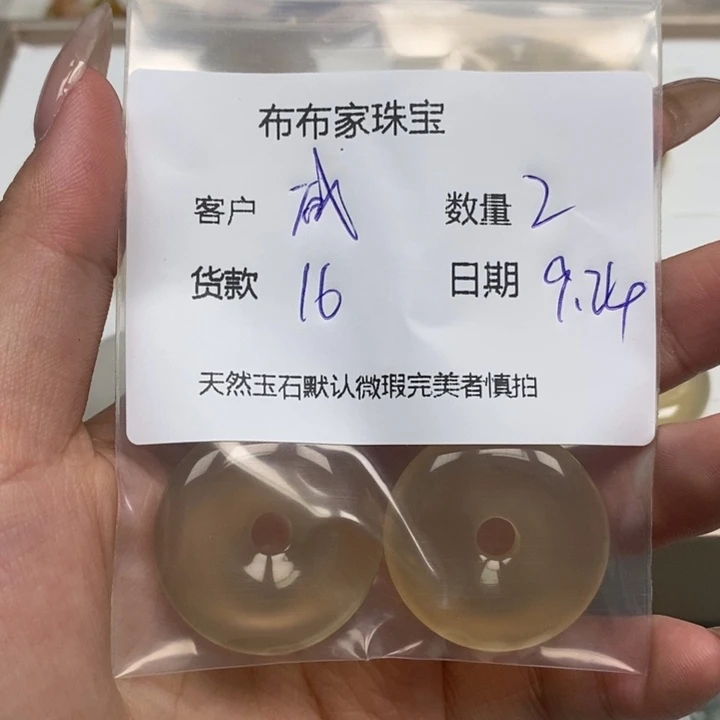 布布家珠宝
客户 咸 数量 2
货款 16 日期 9.24
天然玉石默认微瑕完美者慎拍